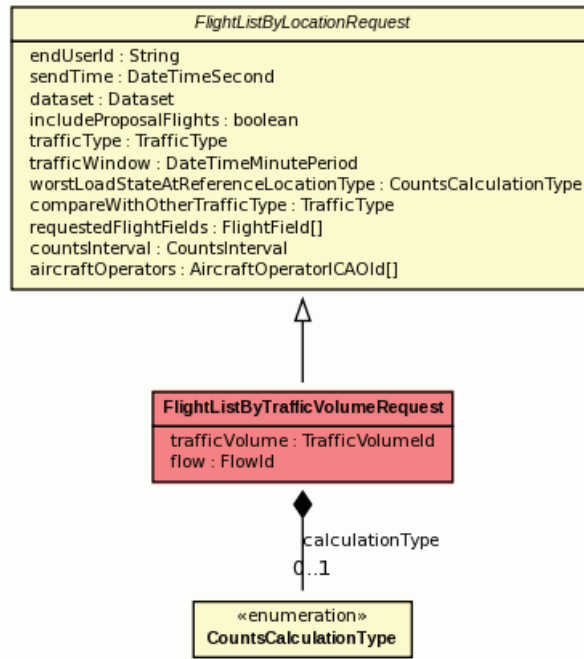 FlightListByLocationRequest
endUserId : String
sendTime : DateTimeSecond
dataset : Dataset
includeProposalFlights : boolean
trafficType : TrafficType
trafficWindow : DateTimeMinutePeriod
worstLoadStateAtReferenceLocationType : CountsCalculationType
compareWithOtherTrafficType : TrafficType
requestedFlightFields : FlightField[]
countsInterval : CountsInterval
aircraftOperators : AircraftOperatorICAOId[]
FlightListByTrafficVolumeRequest
trafficVolume : TrafficVolumeId
flow : FlowId
calculationType
0..1
«enumeration»
CountsCalculationType